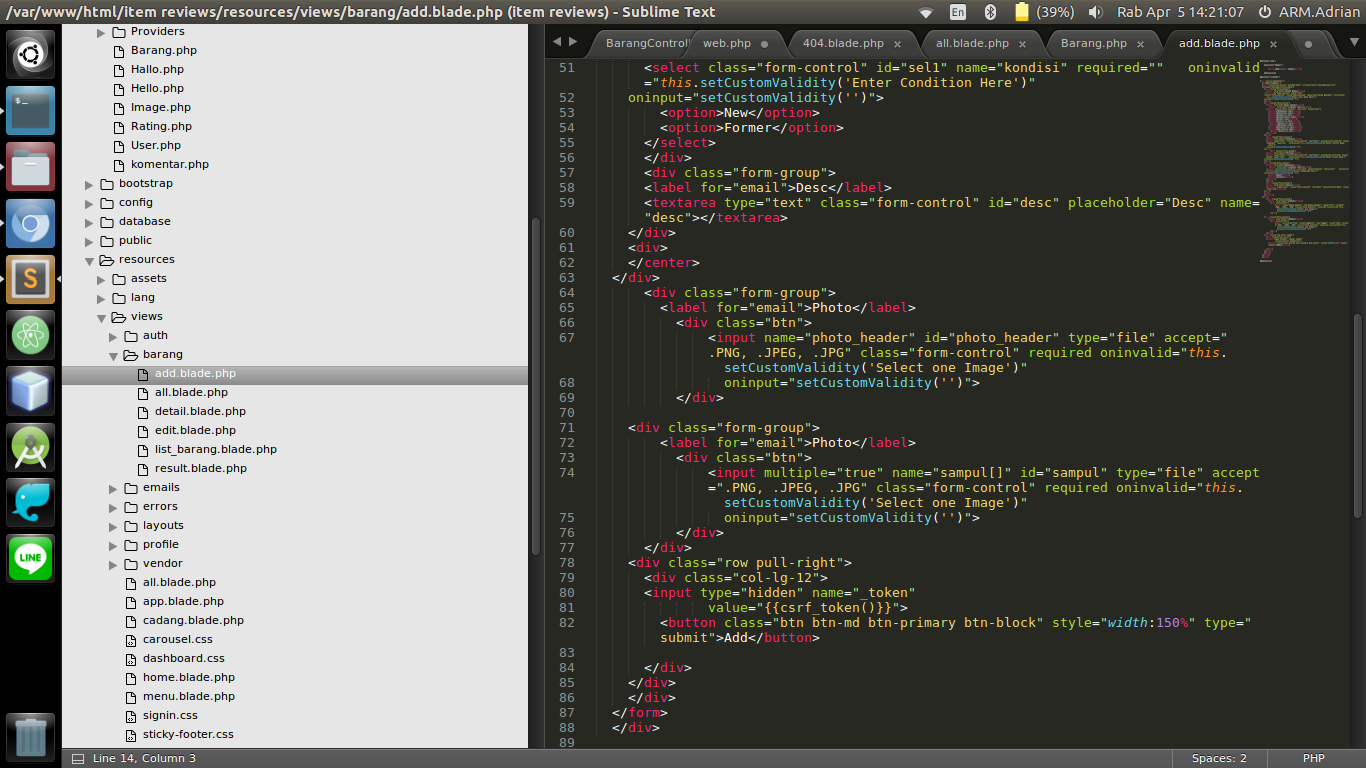 /var/www/html/item reviews/resources/views/barang/add.blade.php (item reviews) - Sublime Text
En
(39%)
Rab Apr 5 14:21:07
ARM.Adrian
Providers
Barang.php
Hallo.php
Hello.php
Image.php
Rating.php
User.php
komentar.php
bootstrap
config
database
public
resources
assets
lang
views
auth
barang
add.blade.php
all.blade.php
detail.blade.php
edit.blade.php
list_barang.blade.php
result.blade.php
emails
errors
layouts
profile
vendor
all.blade.php
app.blade.php
cadang.blade.php
carousel.css
dashboard.css
home.blade.php
menu.blade.php
signin.css
sticky-footer.css
LINE
BarangControl
web.php
404.blade.php
all.blade.php
Barang.php
add.blade.php
51 <select class="form-control" id="sel1" name="kondisi" required="" oninvalid
="this.setCustomValidity('Enter Condition Here')"
52 oninput="setCustomValidity('')">
53 <option>New</option>
54 <option>Former</option>
55 </select>
56 </div>
57 <div class="form-group">
58 <label for="email">Desc</label>
59 <textarea type="text" class="form-control" id="desc" placeholder="Desc" name=
"desc"></textarea>
60 </div>
61 <div>
62 </center>
63 </div>
64 <div class="form-group">
65 <label for="email">Photo</label>
66 <div class="btn">
67 <input name="photo_header" id="photo_header" type="file" accept="
.PNG, .JPEG, .JPG" class="form-control" required oninvalid="this.
setCustomValidity('Select one Image')"
68 oninput="setCustomValidity('')">
69 </div>
70
71 <div class="form-group">
72 <label for="email">Photo</label>
73 <div class="btn">
74 <input multiple="true" name="sampul[]" id="sampul" type="file" accept
=".PNG, .JPEG, .JPG" class="form-control" required oninvalid="this.
setCustomValidity('Select one Image')"
75 oninput="setCustomValidity('')">
76 </div>
77 </div>
78 <div class="row pull-right">
79 <div class="col-lg-12">
80 <input type="hidden" name="_token"
81 value="{{csrf_token()}}">
82 <button class="btn btn-md btn-primary btn-block" style="width:150%" type="
submit">Add</button>
83
84 </div>
85 </div>
86 </div>
87 </form>
88 </div>
89
Line 14, Column 3
Spaces: 2
PHP